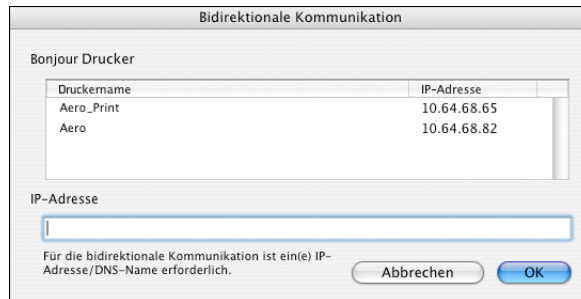 Bidirektionale Kommunikation
Bonjour Drucker
Druckername IP-Adresse
Aero_Print 10.64.68.65
Aero 10.64.68.82
IP-Adresse
Für die bidirektionale Kommunikation ist ein(e) IP-
Adresse/DNS-Name erforderlich.
Abbrechen OK